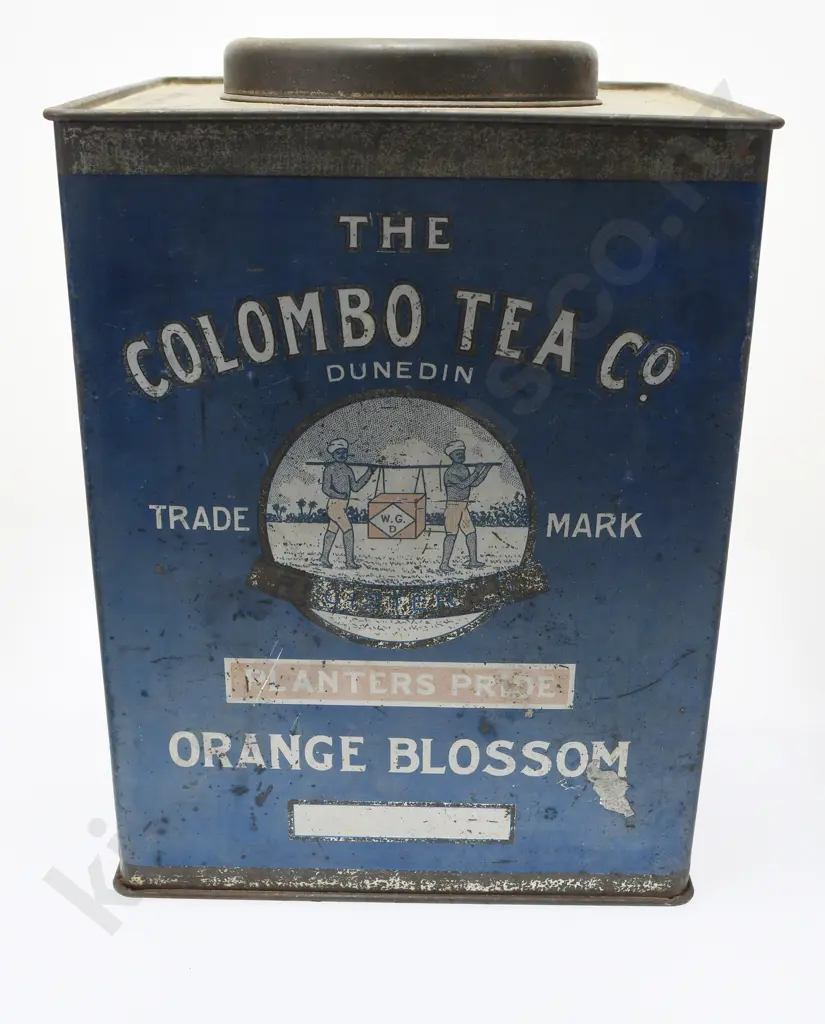 THE
COLOMBO TEA Co.
DUNEDIN
TRADE MARK
W.G.
D.
PLANTERS PRIDE
ORANGE BLOSSOM